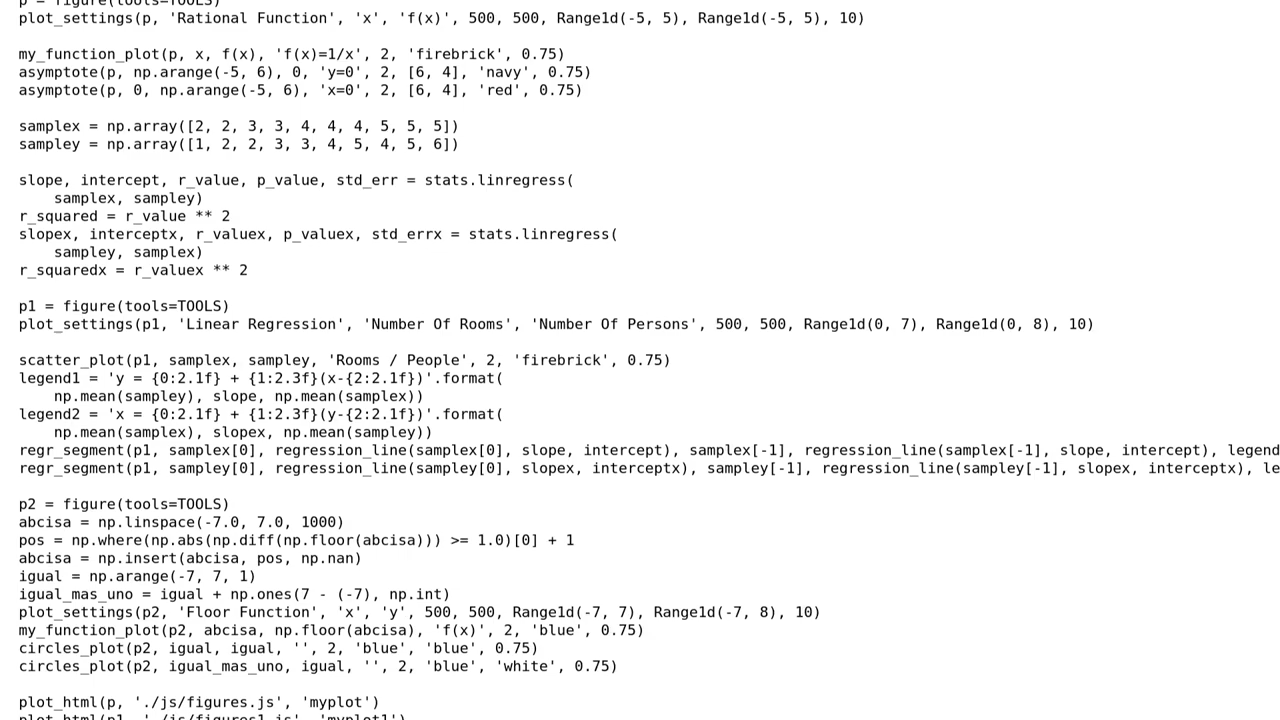 p = figure(tools=TOOLS)
plot_settings(p, 'Rational Function', 'x', 'f(x)', 500, 500, Range1d(-5, 5), Range1d(-5, 5), 10)

my_function_plot(p, x, f(x), 'f(x)=1/x', 2, 'firebrick', 0.75)
asymptote(p, np.arange(-5, 6), 0, 'y=0', 2, [6, 4], 'navy', 0.75)
asymptote(p, 0, np.arange(-5, 6), 'x=0', 2, [6, 4], 'red', 0.75)

samplex = np.array([2, 2, 3, 3, 4, 4, 4, 5, 5, 5])
sampley = np.array([1, 2, 2, 3, 3, 4, 5, 4, 5, 6])

slope, intercept, r_value, p_value, std_err = stats.linregress(
    samplex, sampley)
r_squared = r_value ** 2
slopex, interceptx, r_valuex, p_valuex, std_errx = stats.linregress(
    sampley, samplex)
r_squaredx = r_valuex ** 2

p1 = figure(tools=TOOLS)
plot_settings(p1, 'Linear Regression', 'Number Of Rooms', 'Number Of Persons', 500, 500, Range1d(0, 7), Range1d(0, 8), 10)

scatter_plot(p1, samplex, sampley, 'Rooms / People', 2, 'firebrick', 0.75)
legend1 = 'y = {0:2.1f} + {1:2.3f}(x-{2:2.1f})'.format(
    np.mean(sampley), slope, np.mean(samplex))
legend2 = 'x = {0:2.1f} + {1:2.3f}(y-{2:2.1f})'.format(
    np.mean(samplex), slopex, np.mean(sampley))
regr_segment(p1, samplex[0], regression_line(samplex[0], slope, intercept), samplex[-1], regression_line(samplex[-1], slope, intercept), legend
regr_segment(p1, sampley[0], regression_line(sampley[0], slopex, interceptx), sampley[-1], regression_line(sampley[-1], slopex, interceptx), le

p2 = figure(tools=TOOLS)
abcisa = np.linspace(-7.0, 7.0, 1000)
pos = np.where(np.abs(np.diff(np.floor(abcisa))) >= 1.0)[0] + 1
abcisa = np.insert(abcisa, pos, np.nan)
igual = np.arange(-7, 7, 1)
igual_mas_uno = igual + np.ones(7 - (-7), np.int)
plot_settings(p2, 'Floor Function', 'x', 'y', 500, 500, Range1d(-7, 7), Range1d(-7, 8), 10)
my_function_plot(p2, abcisa, np.floor(abcisa), 'f(x)', 2, 'blue', 0.75)
circles_plot(p2, igual, igual, '', 2, 'blue', 'blue', 0.75)
circles_plot(p2, igual_mas_uno, igual, '', 2, 'blue', 'white', 0.75)

plot_html(p, './js/figures.js', 'myplot')
plot_html(p1, './js/figures1.js', 'myplot1')